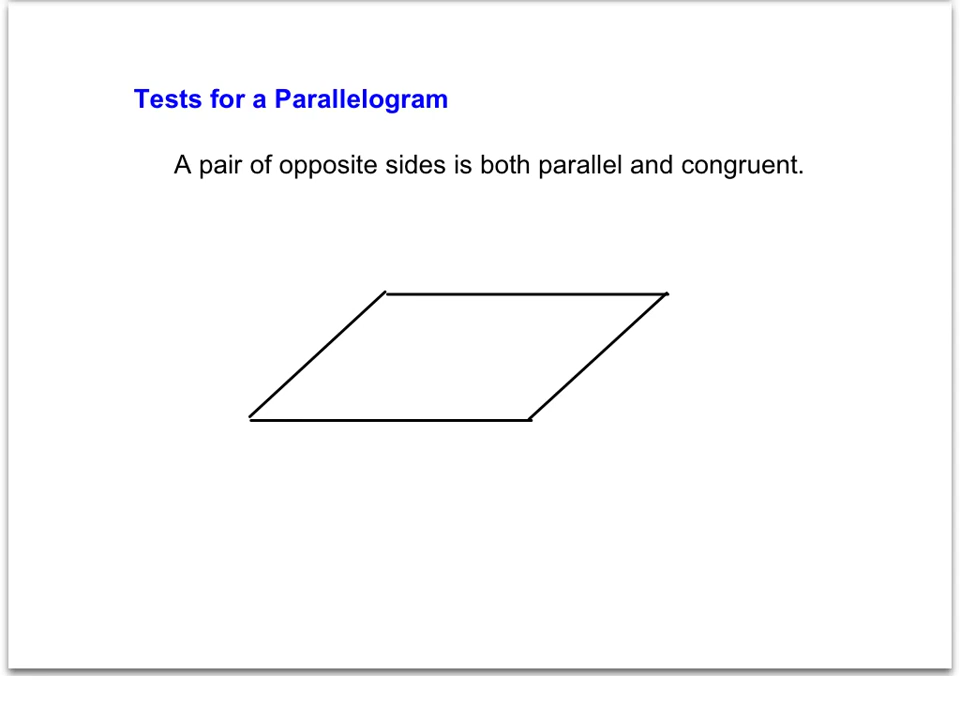 Tests for a Parallelogram
A pair of opposite sides is both parallel and congruent.